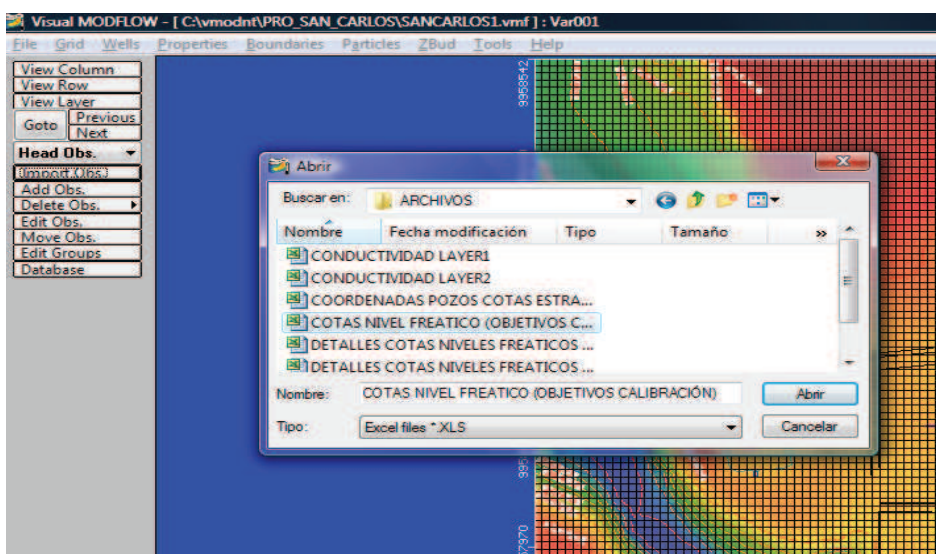 Visual MODFLOW - [ C:\vmodnt\PRO_SAN_CARLOS\SANCARLOS1.vmf ] : Var001
File Grid Wells Properties Boundaries Particles ZBud Tools Help
View Column
View Row
View Layer
Goto
Previous
Next
Head Obs.
Import Obs.
Add Obs.
Delete Obs.
Edit Obs.
Move Obs.
Edit Groups
Database
9958542
Abrir
Buscar en: ARCHIVOS
Nombre Fecha modificación Tipo Tamaño »
CONDUCTIVIDAD LAYER1
CONDUCTIVIDAD LAYER2
COORDENADAS POZOS COTAS ESTRA...
COTAS NIVEL FREATICO (OBJETIVOS C...
DETALLES COTAS NIVELES FREATICOS ...
DETALLES COTAS NIVELES FREATICOS ...
Nombre: COTAS NIVEL FREATICO (OBJETIVOS CALIBRACIÓN) Abrir
Tipo: Excel files *.XLS Cancelar
995